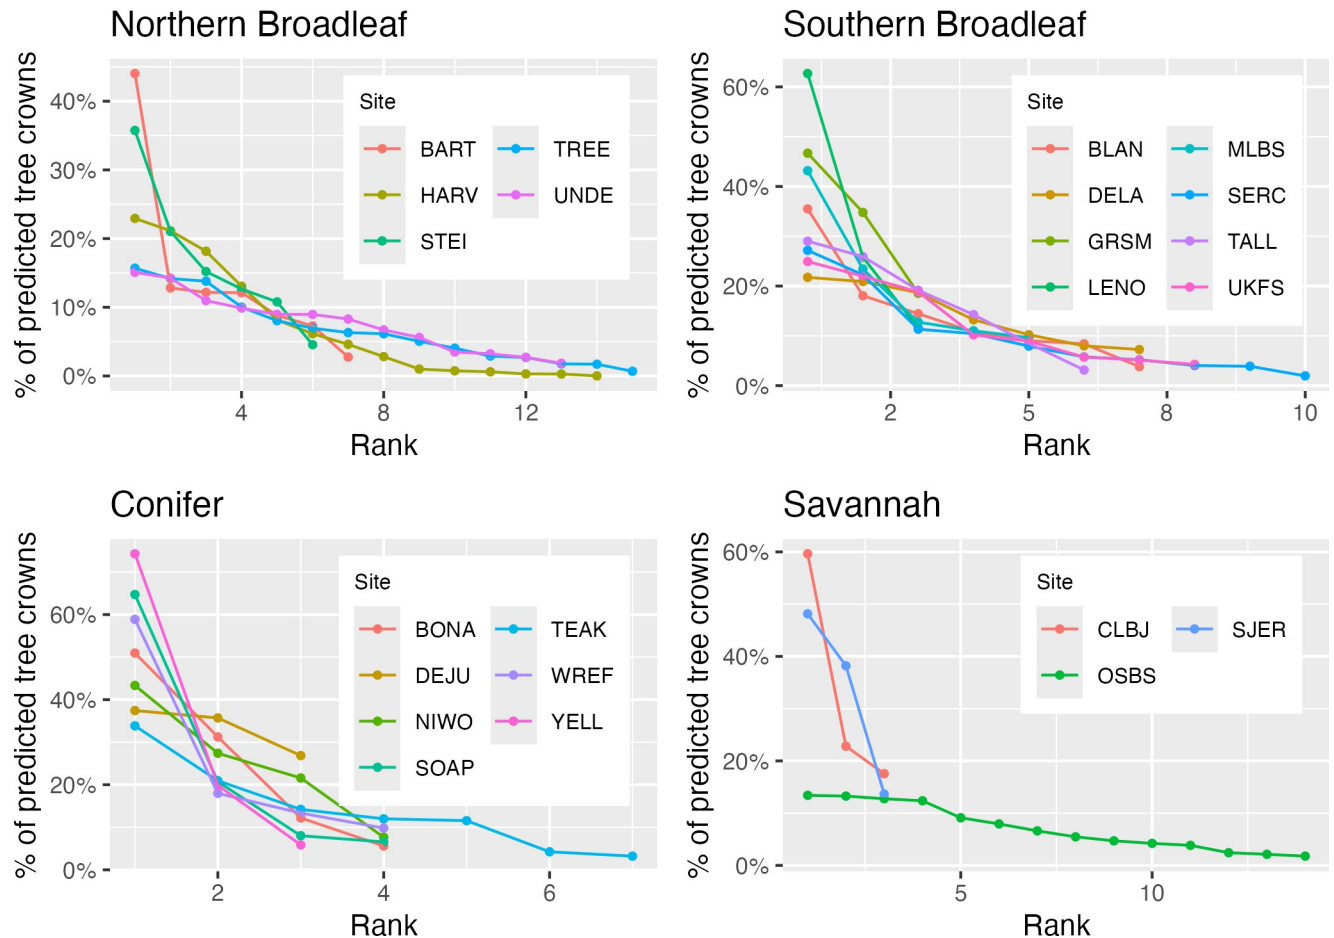 Northern Broadleaf
% of predicted tree crowns
40%
30%
20%
10%
0%
4
8
12
Rank
Site
BART
TREE
HARV
UNDE
STEI
Southern Broadleaf
% of predicted tree crowns
60%
40%
20%
0%
2
5
8
10
Rank
Site
BLAN
MLBS
DELA
SERC
GRSM
TALL
LENO
UKFS
Conifer
% of predicted tree crowns
60%
40%
20%
0%
2
4
6
Rank
Site
BONA
TEAK
DEJU
WREF
NIWO
YELL
SOAP
Savannah
% of predicted tree crowns
60%
40%
20%
0%
5
10
Rank
Site
CLBJ
SJER
OSBS